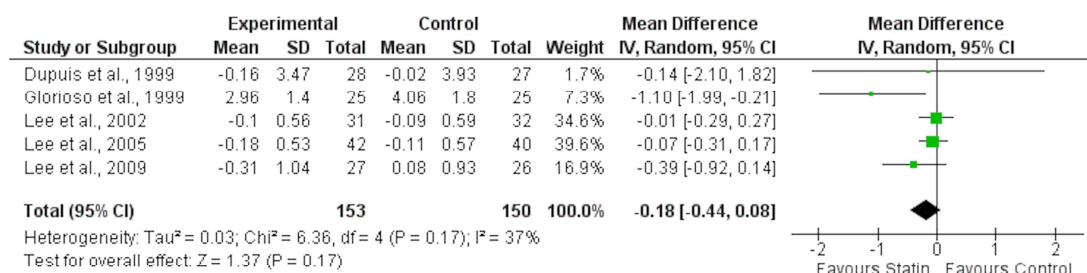 Experimental Control Mean Difference Mean Difference
Study or Subgroup Mean SD Total Mean SD Total Weight IV, Random, 95% CI IV, Random, 95% CI
Dupuis et al., 1999 -0.16 3.47 28 -0.02 3.93 27 1.7% -0.14 [-2.10, 1.82]
Glorioso et al., 1999 2.96 1.4 25 4.06 1.8 25 7.3% -1.10 [-1.99, -0.21]
Lee et al., 2002 -0.1 0.56 31 -0.09 0.59 32 34.6% -0.01 [-0.29, 0.27]
Lee et al., 2005 -0.18 0.53 42 -0.11 0.57 40 39.6% -0.07 [-0.31, 0.17]
Lee et al., 2009 -0.31 1.04 27 0.08 0.93 26 16.9% -0.39 [-0.92, 0.14]
Total (95% CI) 153 150 100.0% -0.18 [-0.44, 0.08]
Heterogeneity: Tau² = 0.03; Chi² = 6.36, df = 4 (P = 0.17); I² = 37%
Test for overall effect: Z = 1.37 (P = 0.17)
-2 -1 0 1 2
Favours Statin Favours Control